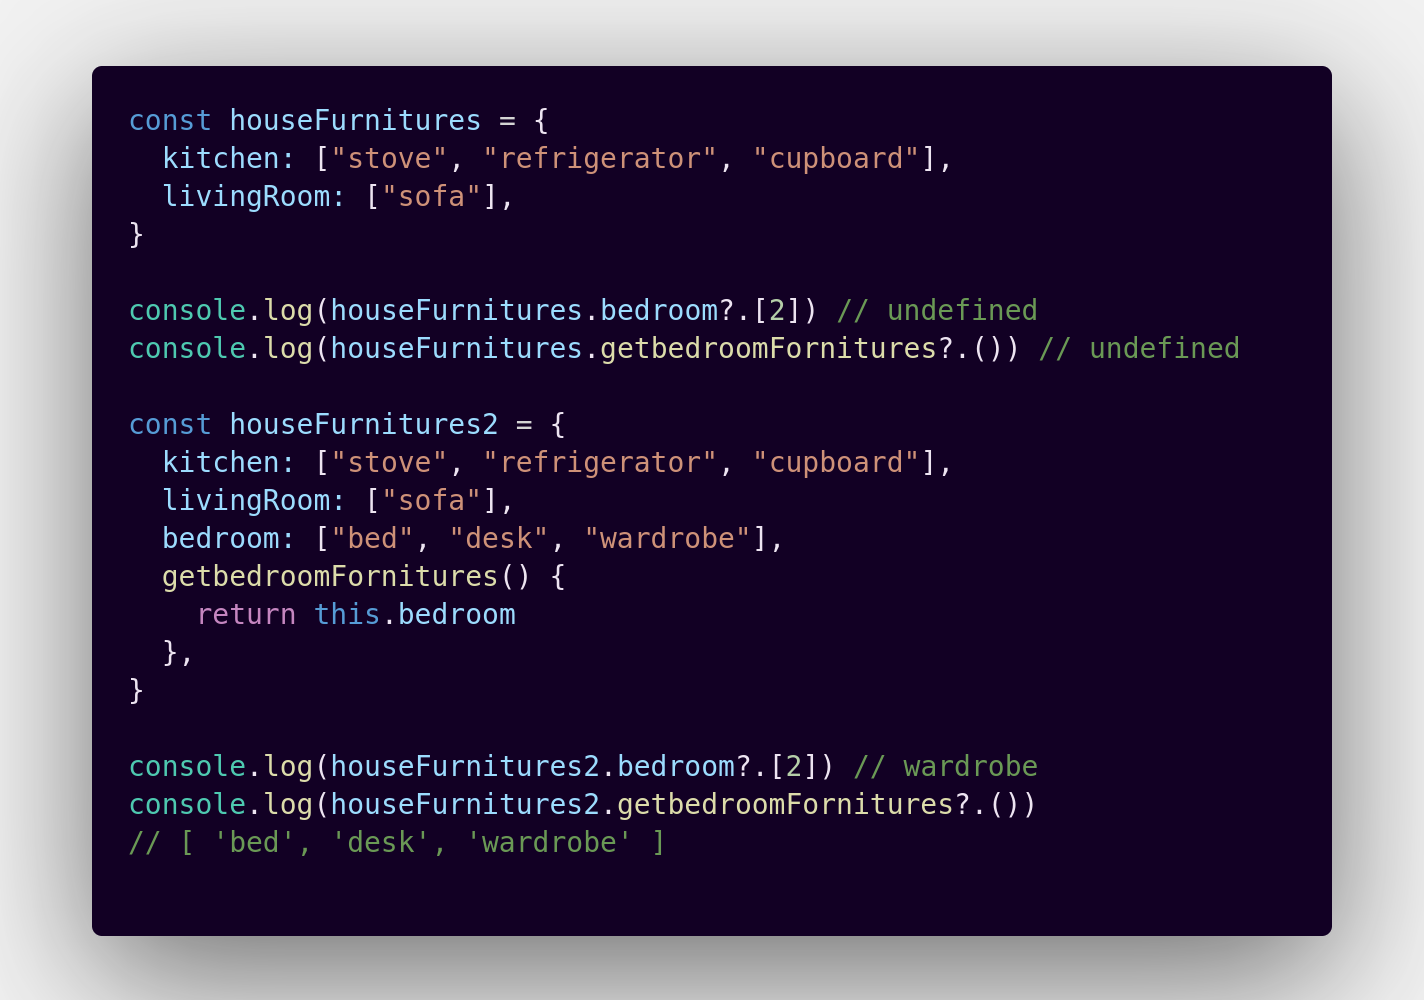 const houseFurnitures = {
  kitchen: ["stove", "refrigerator", "cupboard"],
  livingRoom: ["sofa"],
}

console.log(houseFurnitures.bedroom?.[2]) // undefined
console.log(houseFurnitures.getbedroomFornitures?.()) // undefined

const houseFurnitures2 = {
  kitchen: ["stove", "refrigerator", "cupboard"],
  livingRoom: ["sofa"],
  bedroom: ["bed", "desk", "wardrobe"],
  getbedroomFornitures() {
    return this.bedroom
  },
}

console.log(houseFurnitures2.bedroom?.[2]) // wardrobe
console.log(houseFurnitures2.getbedroomFornitures?.())
// [ 'bed', 'desk', 'wardrobe' ]